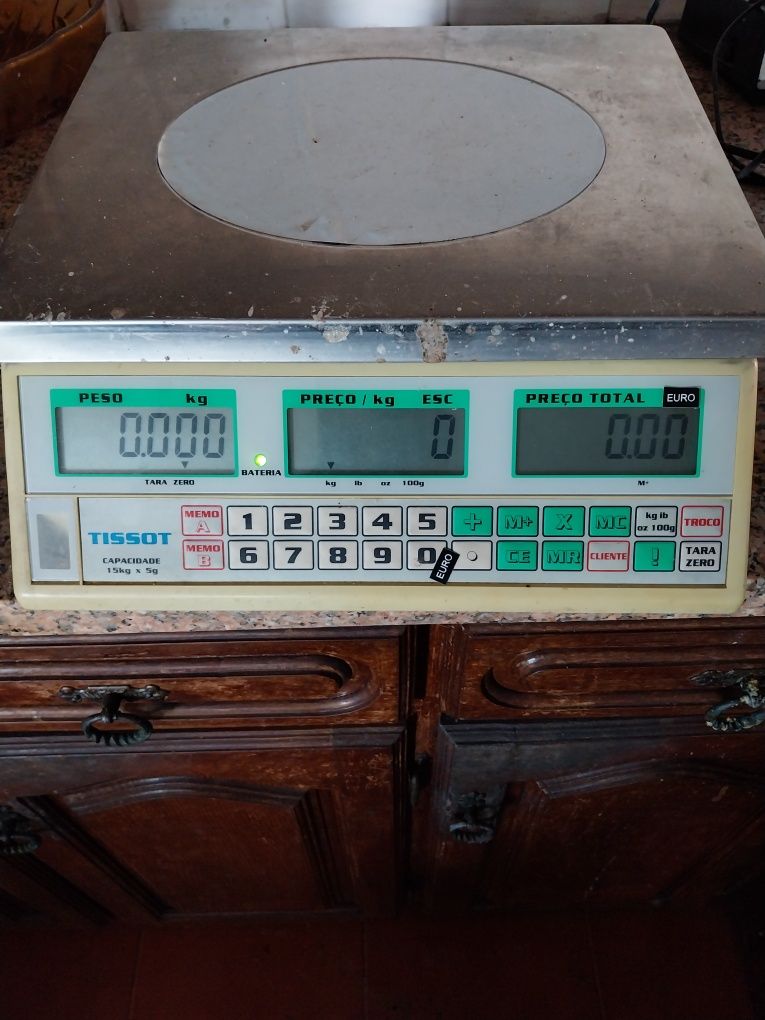 PESO kg
0.000
TARA ZERO
BATERIA
PREÇO / kg ESC
0
kg lb oz 100g
PREÇO TOTAL EURO
0.00
M+
TISSOT
CAPACIDADE
15kg x 5g
MEMO A 1 2 3 4 5 + M+ X MC kg lb oz 100g TROCO
MEMO B 6 7 8 9 0 . CE MR CLIENTE ! TARA ZERO
EURO